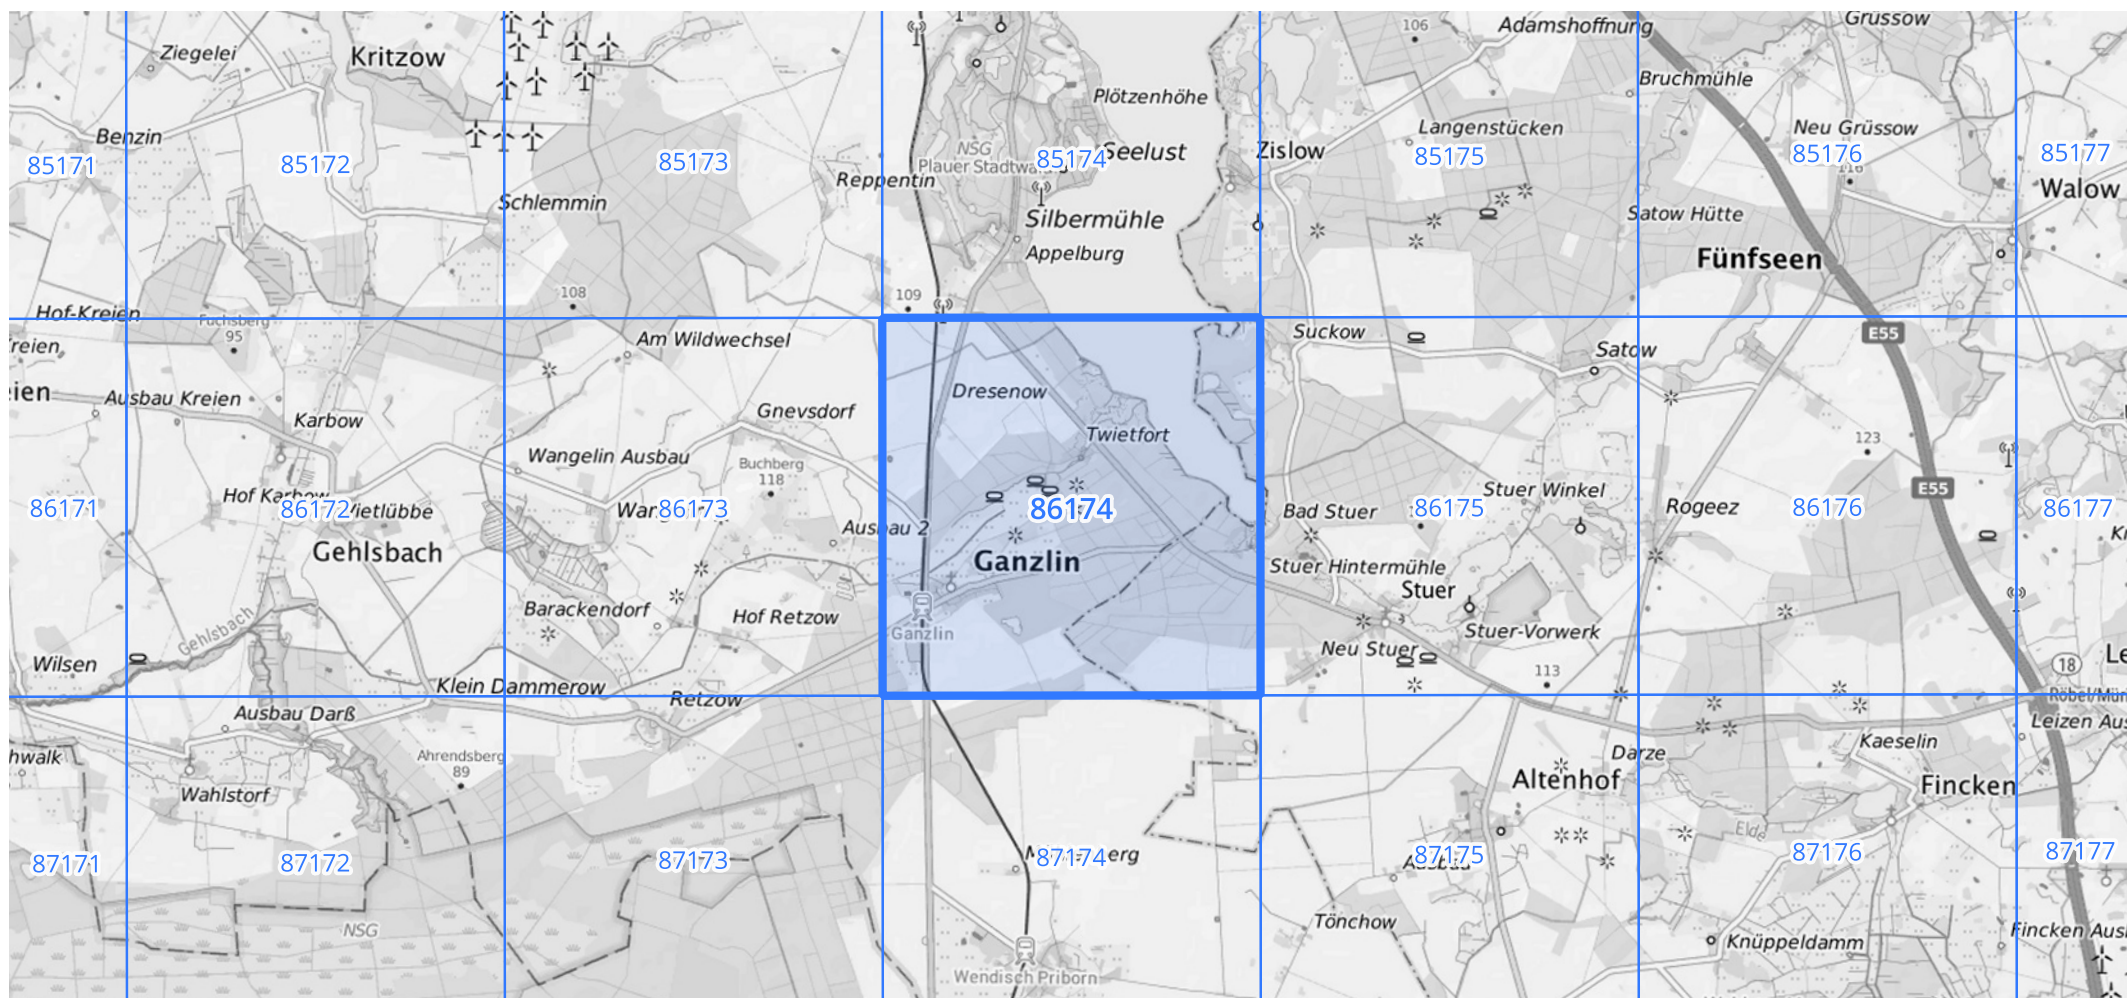 Ziegelei
Kritzow
Benzin
85171
85172
85173
Schlemmin
Reppentin
Plötzenhöhe
NSG
Seelust
85174
Silbermühle
Appelburg
Zislow
106
Adamshoffnung
Langenstücken
85175
Grüssow
Bruchmühle
Neu Grüssow
85176
116
85177
Walow
Satow Hütte
Fünfseen
108
109
Hof-Kreien
Fuchsberg
95
Am Wildwechsel
Suckow
Satow
E55
Ausbau Kreien
Karbow
Gnevsdorf
Wangelin Ausbau
Buchberg
118
Dresenow
Twietfort
123
E55
86171
86172
86173
86174
86175
86176
86177
Hof Karbow
Gehlsbach
Ausbau 2
Ganzlin
Bad Stuer
Stuer Winkel
Rogeez
Stuer Hintermühle
Stuer
Barackendorf
Hof Retzow
Ganzlin
Stuer-Vorwerk
Neu Stuer
Gehlsbach
Wilsen
113
18
Klein Dammerow
Retzow
Ausbau Darß
Ahrendsberg
89
Wahlstorf
Darze
Altenhof
Kaeselin
Fincken
Elde
87171
87172
87173
87174
87175
87176
87177
NSG
Tönchow
Knüppeldamm
Wendisch Priborn